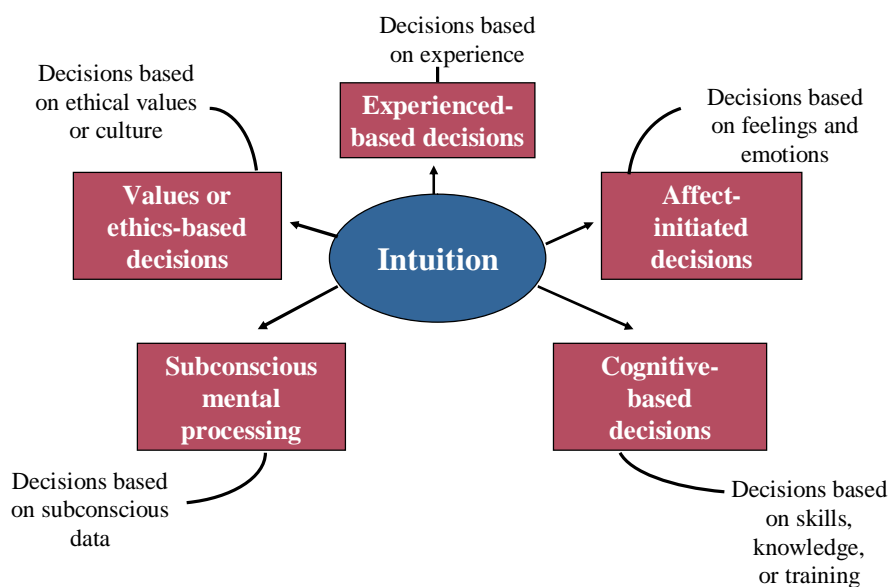 Decisions based
on experience
Experienced-
based decisions
Decisions based
on ethical values
or culture
Values or
ethics-based
decisions
Decisions based
on feelings and
emotions
Affect-
initiated
decisions
Intuition
Subconscious
mental
processing
Decisions based
on subconscious
data
Cognitive-
based
decisions
Decisions based
on skills,
knowledge,
or training